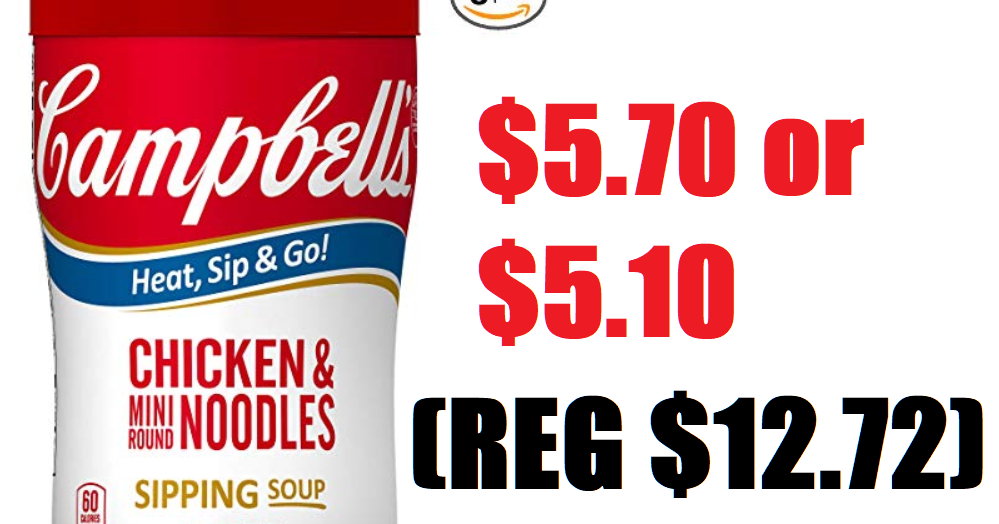 Campbell's
Heat, Sip & Go!
CHICKEN &
MINI ROUND NOODLES
SIPPING SOUP
60
CALORIES
$5.70 or
$5.10
(REG $12.72)